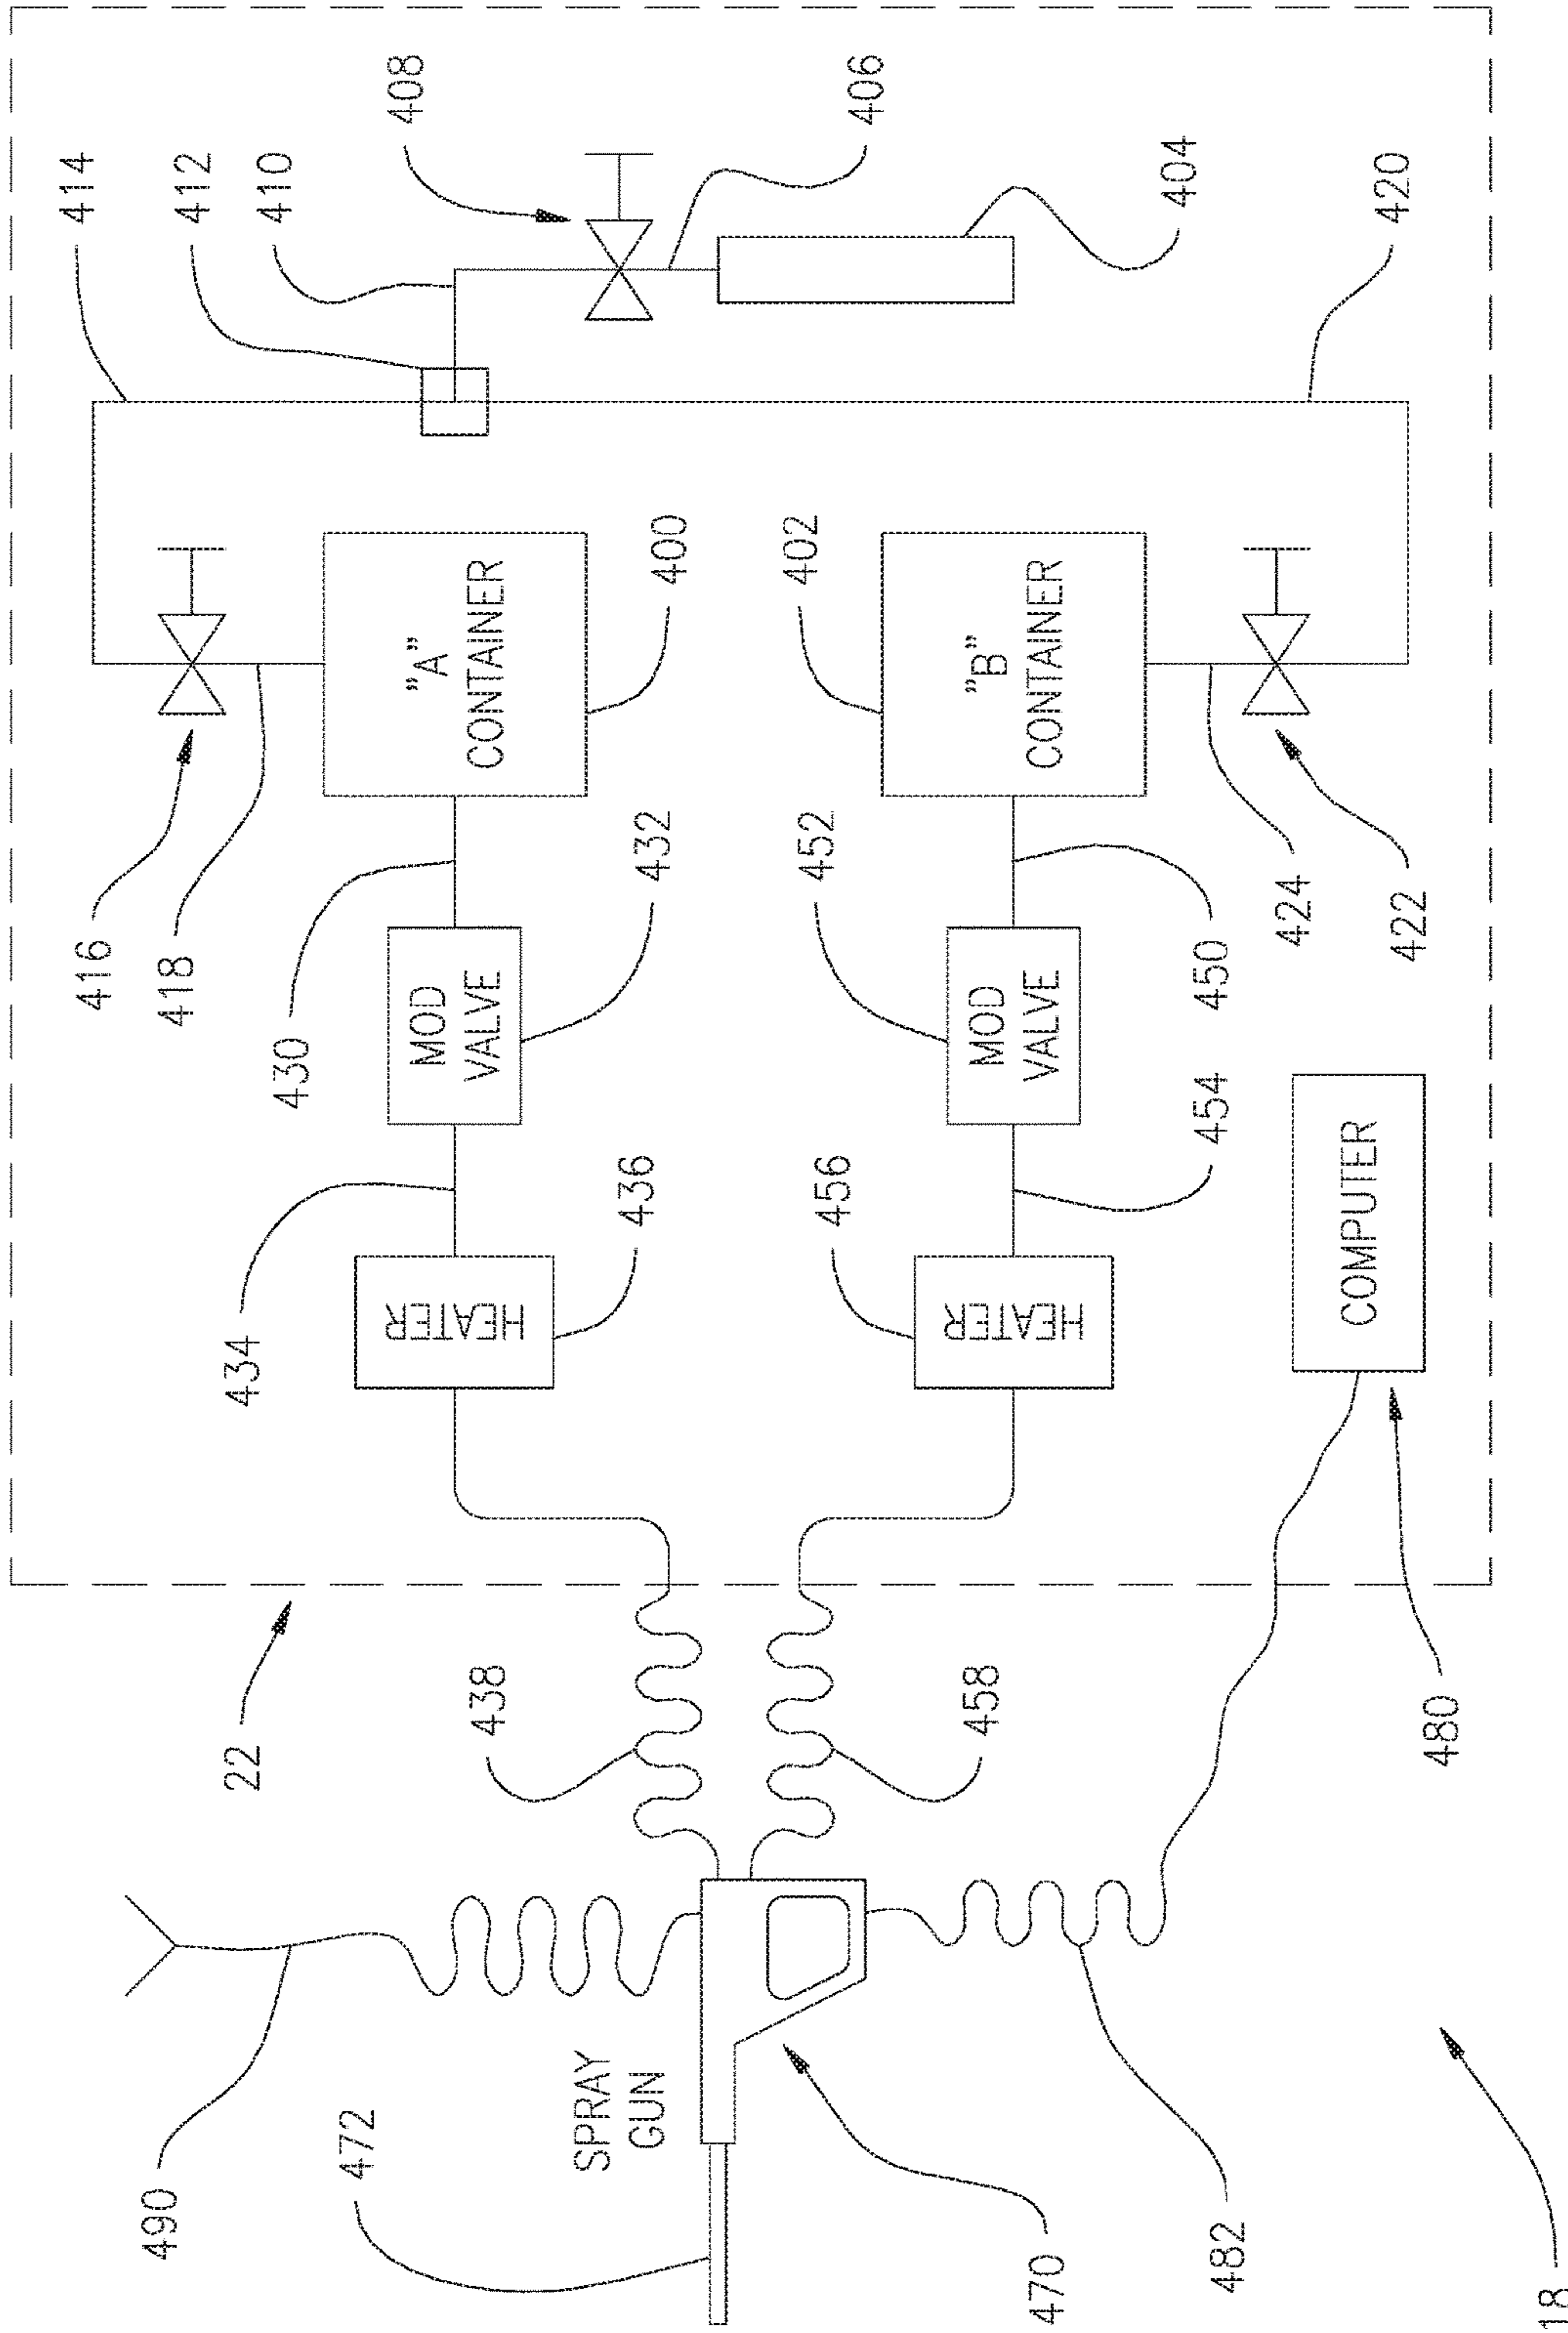 490
472
SPRAY
GUN
470
482
18
22
438
458
480
434
436
456
454
HEATER
HEATER
COMPUTER
416
418
430
432
452
450
424
422
MOD
VALVE
MOD
VALVE
"A"
CONTAINER
"B"
CONTAINER
400
402
414
412
410
408
406
404
420